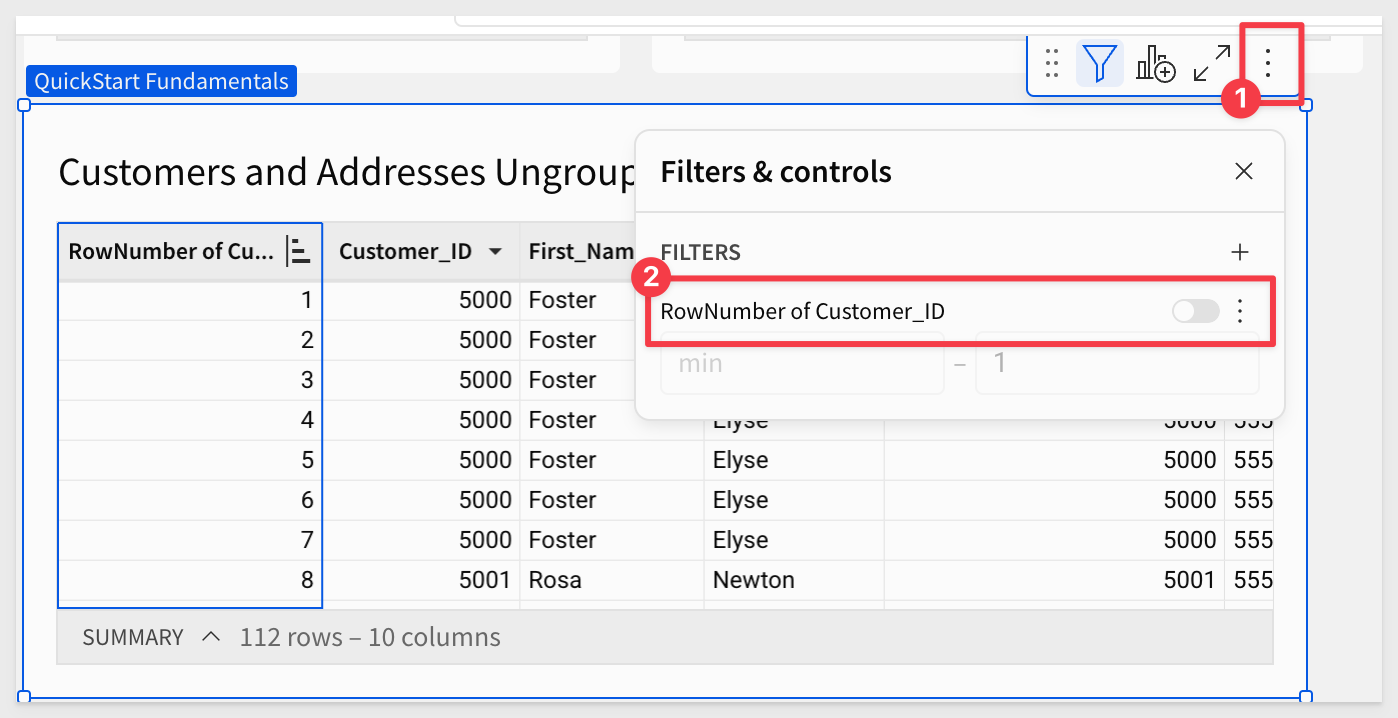 QuickStart Fundamentals
1
Customers and Addresses Ungroup
Filters & controls
FILTERS
2
RowNumber of Customer_ID
min – 1
RowNumber of Cu... Customer_ID First_Nam
1 5000 Foster
2 5000 Foster
3 5000 Foster
4 5000 Foster Elyse 5000 555
5 5000 Foster Elyse 5000 555
6 5000 Foster Elyse 5000 555
7 5000 Foster Elyse 5000 555
8 5001 Rosa Newton 5001 555
SUMMARY 112 rows – 10 columns